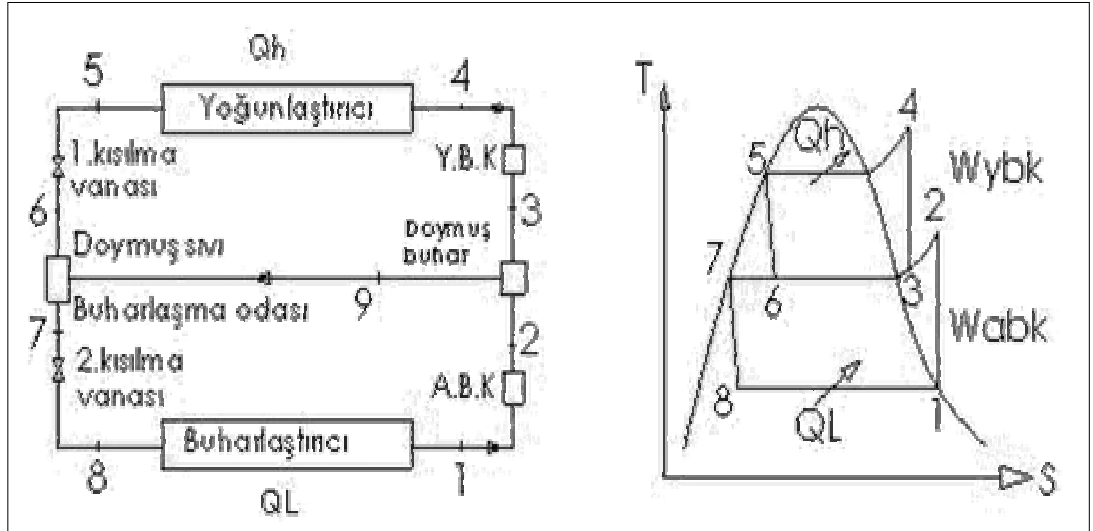 Qh
5
4
Yoğunlaştırıcı
1.kısılma
vanası
Y.B.K
6
3
Doymuş sıvı
Doymuş
buhar
Buharlaşma odası
9
7
2
2.kısılma
vanası
A.B.K
Buharlaştırıcı
8
1
QL
T
4
Qh
5
Wybk
2
7
6
3
Wabk
8
QL
1
S